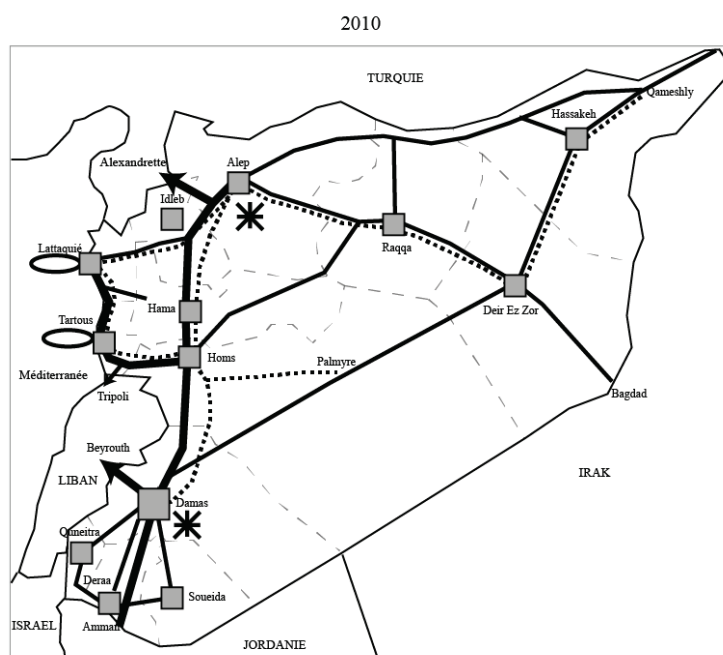 2010
TURQUIE
Qameshly
Hassakeh
Alexandrette
Alep
Idleb
Raqqa
Lattaquié
Deir Ez Zor
Hama
Tartous
Homs
Palmyre
Méditerranée
Tripoli
Bagdad
Beyrouth
IRAK
LIBAN
Damas
Quneitra
Deraa
Soueida
ISRAEL
Amman
JORDANIE